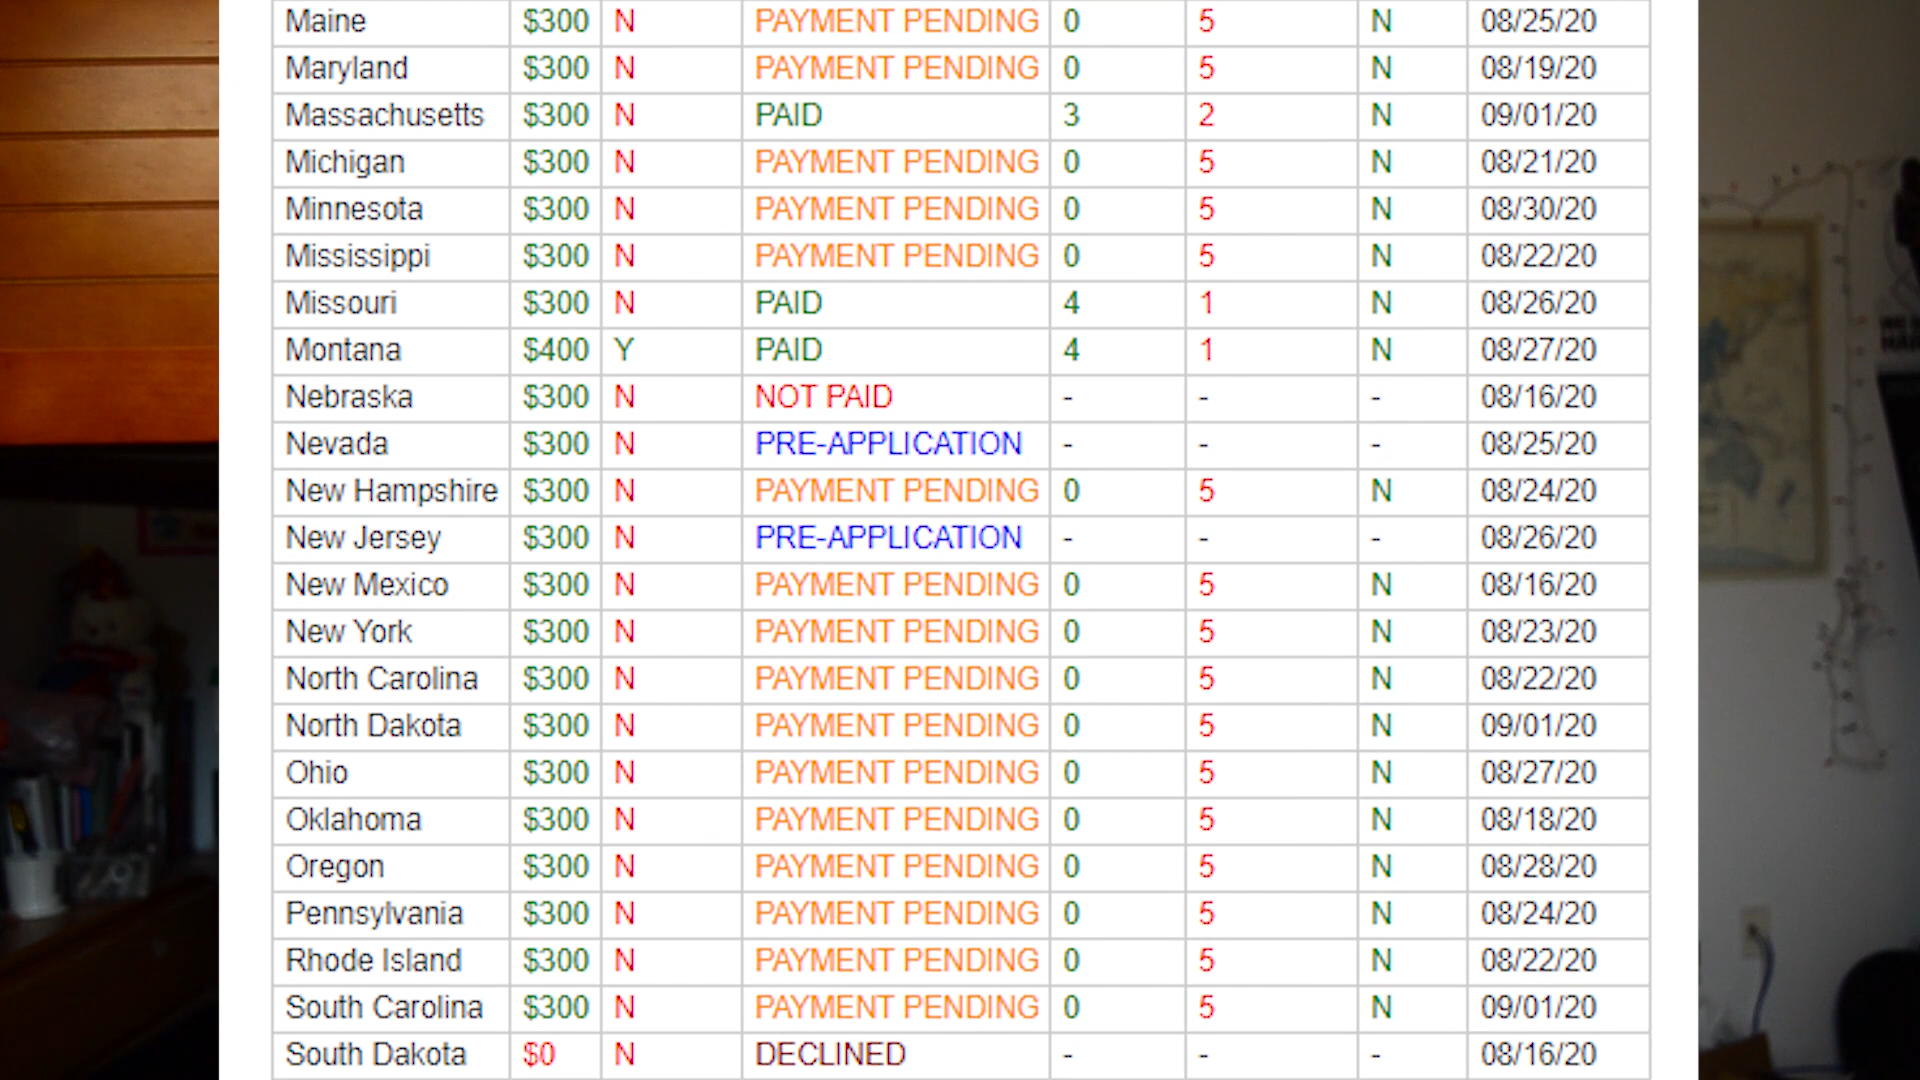 Maine $300 N PAYMENT PENDING 0 5 N 08/25/20
Maryland $300 N PAYMENT PENDING 0 5 N 08/19/20
Massachusetts $300 N PAID 3 2 N 09/01/20
Michigan $300 N PAYMENT PENDING 0 5 N 08/21/20
Minnesota $300 N PAYMENT PENDING 0 5 N 08/30/20
Mississippi $300 N PAYMENT PENDING 0 5 N 08/22/20
Missouri $300 N PAID 4 1 N 08/26/20
Montana $400 Y PAID 4 1 N 08/27/20
Nebraska $300 N NOT PAID - - - 08/16/20
Nevada $300 N PRE-APPLICATION - - - 08/25/20
New Hampshire $300 N PAYMENT PENDING 0 5 N 08/24/20
New Jersey $300 N PRE-APPLICATION - - - 08/26/20
New Mexico $300 N PAYMENT PENDING 0 5 N 08/16/20
New York $300 N PAYMENT PENDING 0 5 N 08/23/20
North Carolina $300 N PAYMENT PENDING 0 5 N 08/22/20
North Dakota $300 N PAYMENT PENDING 0 5 N 09/01/20
Ohio $300 N PAYMENT PENDING 0 5 N 08/27/20
Oklahoma $300 N PAYMENT PENDING 0 5 N 08/18/20
Oregon $300 N PAYMENT PENDING 0 5 N 08/28/20
Pennsylvania $300 N PAYMENT PENDING 0 5 N 08/24/20
Rhode Island $300 N PAYMENT PENDING 0 5 N 08/22/20
South Carolina $300 N PAYMENT PENDING 0 5 N 09/01/20
South Dakota $0 N DECLINED - - - 08/16/20